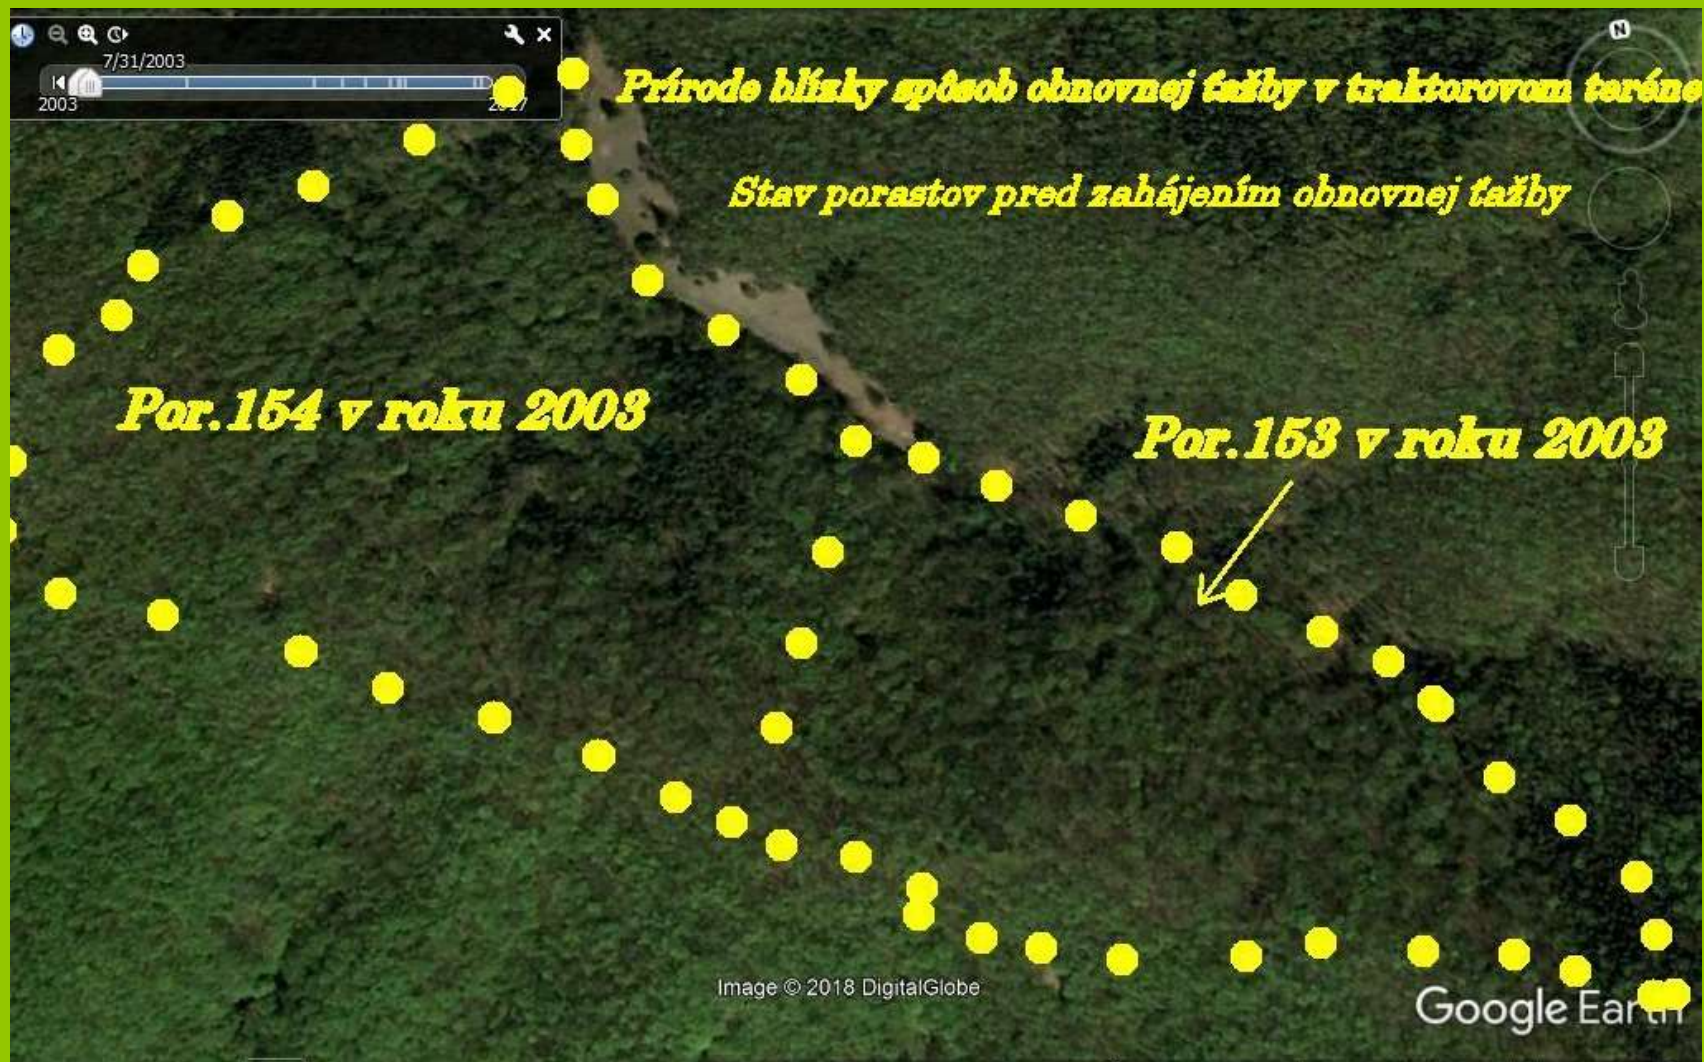 7/31/2003
2003
Prírode blízky spôsob obnovnej ťažby v traktorovom teréne
Stav porastov pred zahájením obnovnej ťažby
Por.154 v roku 2003
Por.153 v roku 2003
Image © 2018 DigitalGlobe
Google Earth
N